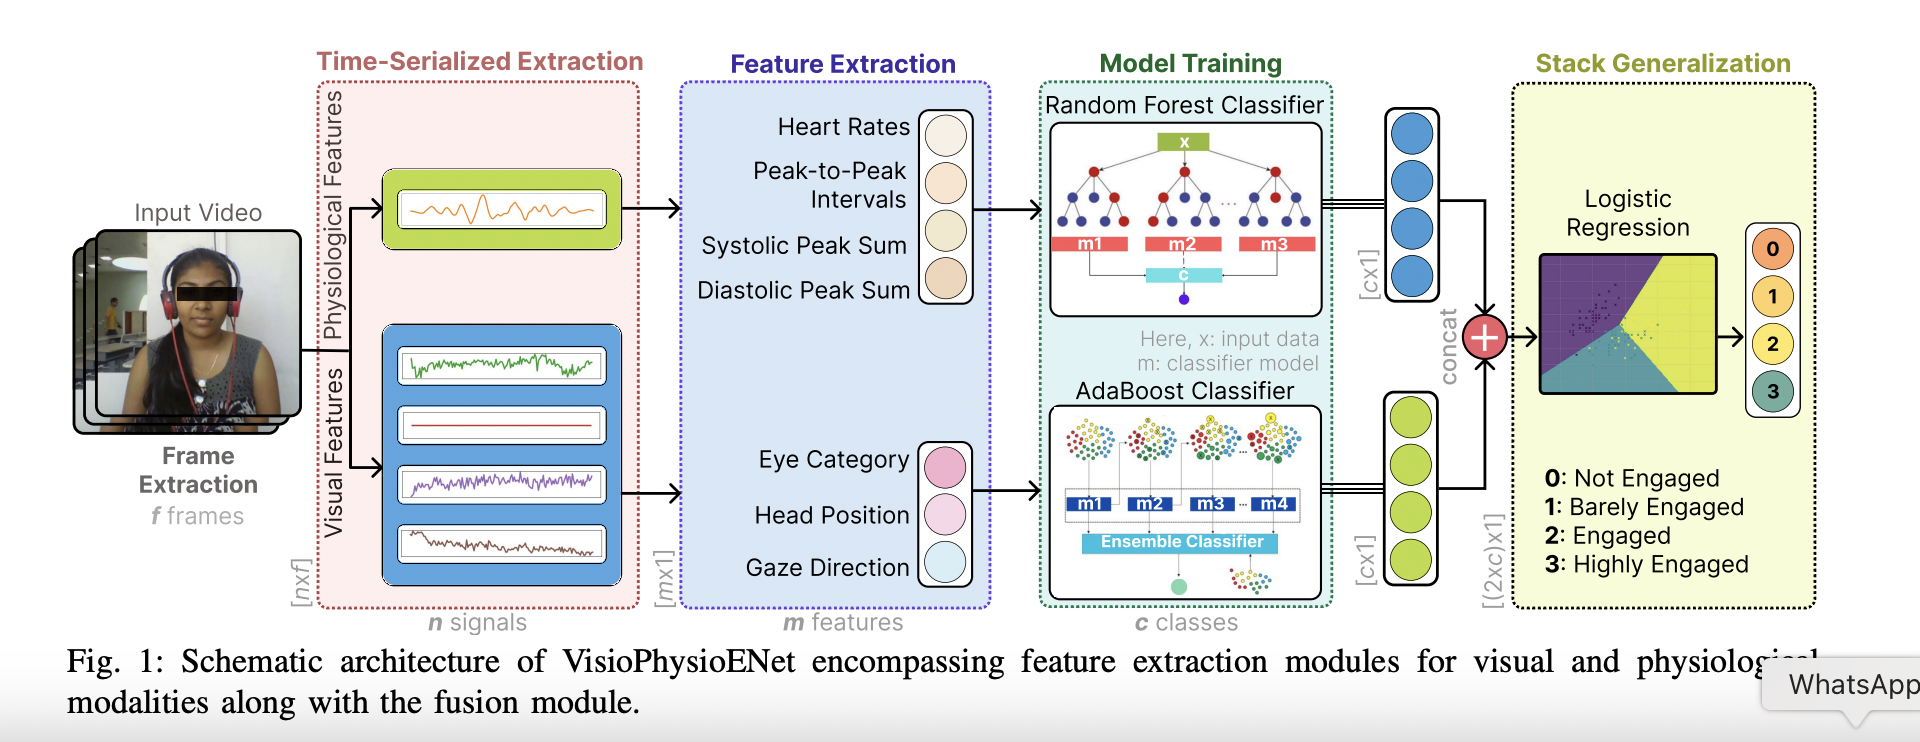 Time-Serialized Extraction
Feature Extraction
Model Training
Stack Generalization
Input Video
Frame
Extraction
f frames
Physiological Features
Visual Features
[nxf]
n signals
Heart Rates
Peak-to-Peak
Intervals
Systolic Peak Sum
Diastolic Peak Sum
Eye Category
Head Position
Gaze Direction
[mx1]
m features
Random Forest Classifier
x
...
m1 m2 m3
c
Here, x: input data
m: classifier model
AdaBoost Classifier
...
m1 m2 m3 ... m4
Ensemble Classifier
c classes
[cx1]
[cx1]
concat
+
[(2xc)x1]
Logistic
Regression
0
1
2
3
0: Not Engaged
1: Barely Engaged
2: Engaged
3: Highly Engaged
Fig. 1: Schematic architecture of VisioPhysioENet encompassing feature extraction modules for visual and physiological
modalities along with the fusion module.
WhatsApp